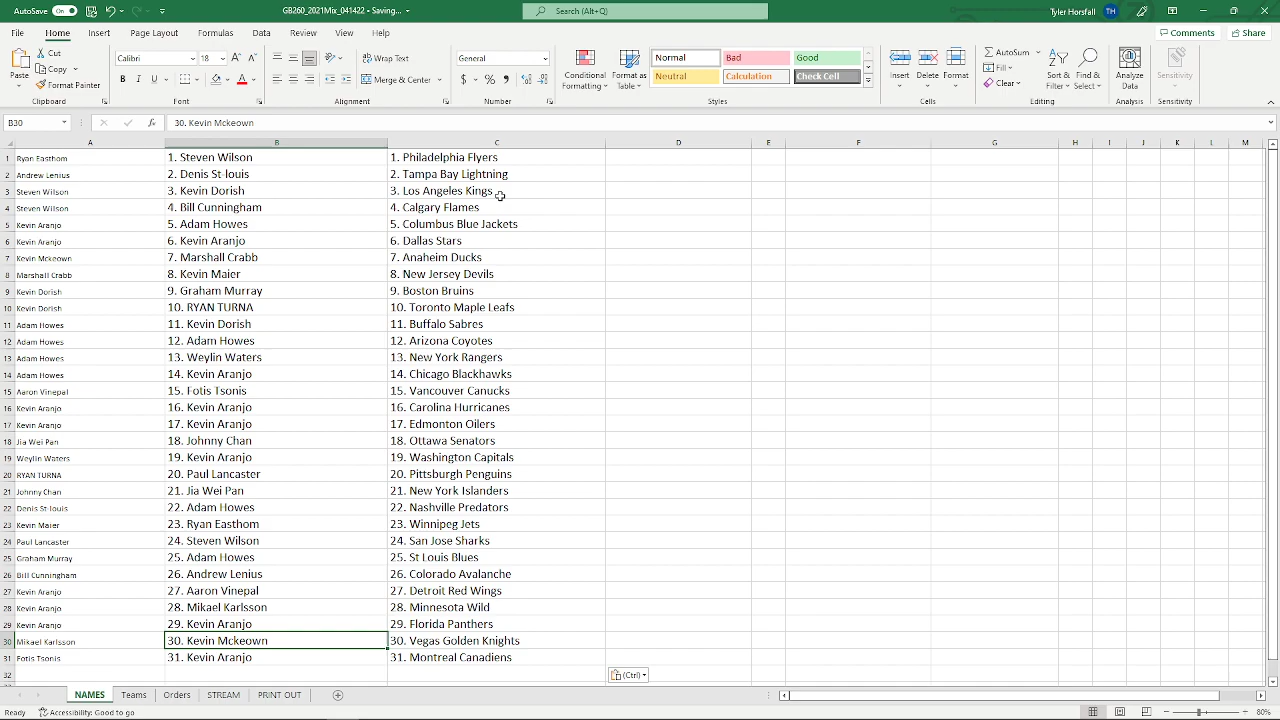 AutoSave On GB260_2021Mix_041422 - Saving... Search (Alt+Q) Tyler Horsfall TH
File Home Insert Page Layout Formulas Data Review View Help Comments Share
Paste Cut Copy Format Painter Clipboard
Calibri 18 B I U A Font
Wrap Text Merge & Center Alignment
General $ % Number
Conditional Formatting Format as Table Normal Bad Good Neutral Calculation Check Cell Styles
Insert Delete Format Cells
AutoSum Fill Clear Sort & Filter Find & Select Editing
Analyze Data Analysis
Sensitivity Sensitivity
B30 fx 30. Kevin Mckeown
A B C D E F G H I J K L M
1 Ryan Easthom 1. Steven Wilson 1. Philadelphia Flyers
2 Andrew Lenius 2. Denis St-louis 2. Tampa Bay Lightning
3 Steven Wilson 3. Kevin Dorish 3. Los Angeles Kings
4 Steven Wilson 4. Bill Cunningham 4. Calgary Flames
5 Kevin Aranjo 5. Adam Howes 5. Columbus Blue Jackets
6 Kevin Aranjo 6. Kevin Aranjo 6. Dallas Stars
7 Kevin Mckeown 7. Marshall Crabb 7. Anaheim Ducks
8 Marshall Crabb 8. Kevin Maier 8. New Jersey Devils
9 Kevin Dorish 9. Graham Murray 9. Boston Bruins
10 Kevin Dorish 10. RYAN TURNA 10. Toronto Maple Leafs
11 Adam Howes 11. Kevin Dorish 11. Buffalo Sabres
12 Adam Howes 12. Adam Howes 12. Arizona Coyotes
13 Adam Howes 13. Weylin Waters 13. New York Rangers
14 Adam Howes 14. Kevin Aranjo 14. Chicago Blackhawks
15 Aaron Vinepal 15. Fotis Tsonis 15. Vancouver Canucks
16 Kevin Aranjo 16. Kevin Aranjo 16. Carolina Hurricanes
17 Kevin Aranjo 17. Kevin Aranjo 17. Edmonton Oilers
18 Jia Wei Pan 18. Johnny Chan 18. Ottawa Senators
19 Weylin Waters 19. Kevin Aranjo 19. Washington Capitals
20 RYAN TURNA 20. Paul Lancaster 20. Pittsburgh Penguins
21 Johnny Chan 21. Jia Wei Pan 21. New York Islanders
22 Denis St-louis 22. Adam Howes 22. Nashville Predators
23 Kevin Maier 23. Ryan Easthom 23. Winnipeg Jets
24 Paul Lancaster 24. Steven Wilson 24. San Jose Sharks
25 Graham Murray 25. Adam Howes 25. St Louis Blues
26 Bill Cunningham 26. Andrew Lenius 26. Colorado Avalanche
27 Kevin Aranjo 27. Aaron Vinepal 27. Detroit Red Wings
28 Kevin Aranjo 28. Mikael Karlsson 28. Minnesota Wild
29 Kevin Aranjo 29. Kevin Aranjo 29. Florida Panthers
30 Mikael Karlsson 30. Kevin Mckeown 30. Vegas Golden Knights
31 Fotis Tsonis 31. Kevin Aranjo 31. Montreal Canadiens
32 (Ctrl)
NAMES Teams Orders STREAM PRINT OUT
Ready Accessibility: Good to go 80%